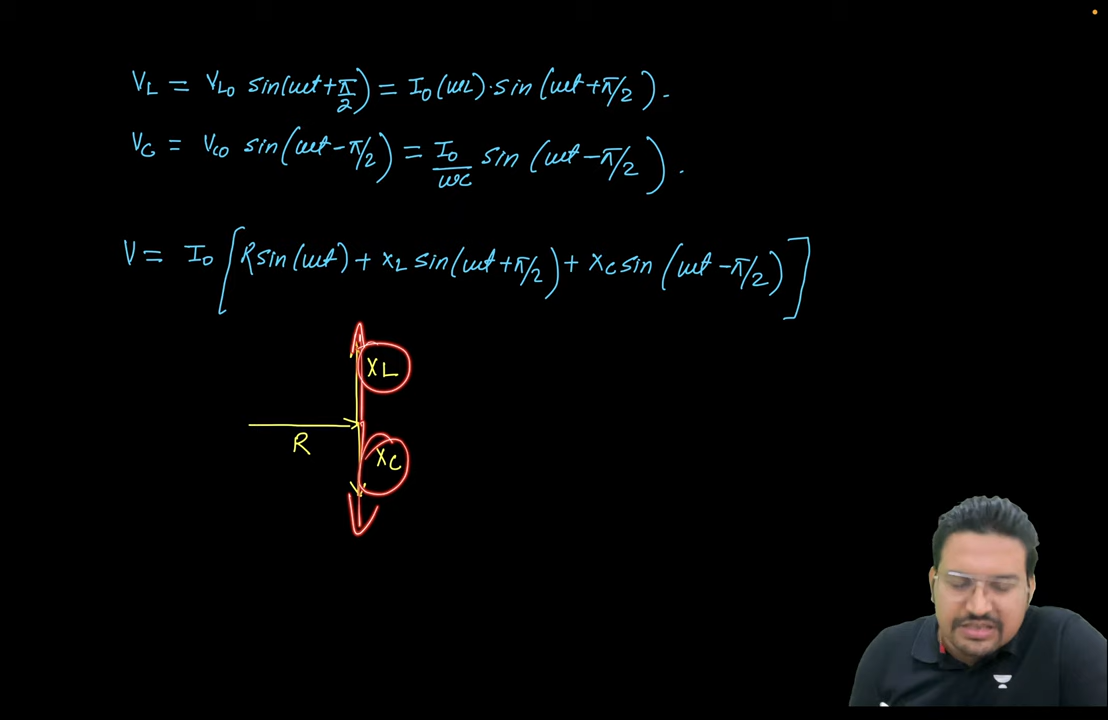 V_L = V_L0 sin(ωt + π/2) = I_0(ωL)·sin(ωt + π/2).
V_C = V_C0 sin(ωt - π/2) = I_0/ωC sin(ωt - π/2).
V = I_0 [R sin(ωt) + X_L sin(ωt + π/2) + X_C sin(ωt - π/2)]
X_L
R
X_C